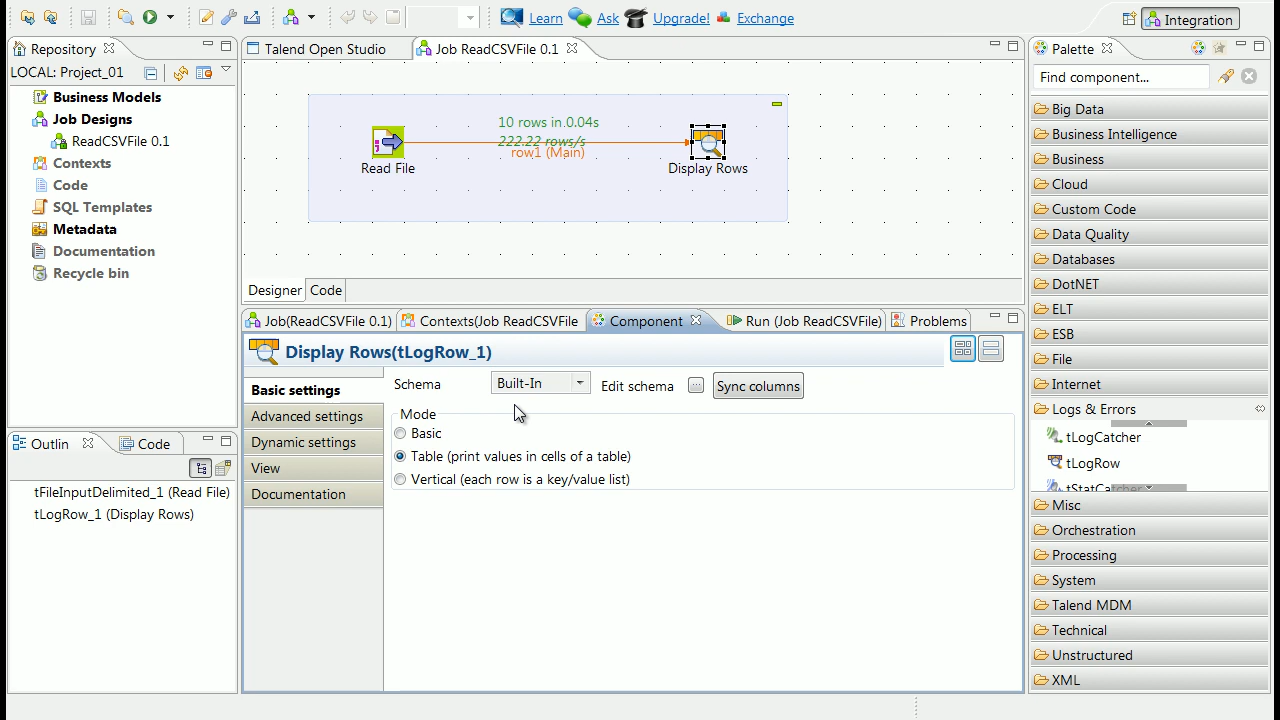 Learn Ask Upgrade! Exchange
Integration
Repository
LOCAL: Project_01
Business Models
Job Designs
ReadCSVFile 0.1
Contexts
Code
SQL Templates
Metadata
Documentation
Recycle bin
Outlin
Code
tFileInputDelimited_1 (Read File)
tLogRow_1 (Display Rows)
Talend Open Studio
Job ReadCSVFile 0.1
10 rows in 0.04s
222.22 rows/s
row1 (Main)
Read File
Display Rows
Designer
Code
Job(ReadCSVFile 0.1)
Contexts(Job ReadCSVFile
Component
Run (Job ReadCSVFile)
Problems
Display Rows(tLogRow_1)
Basic settings
Advanced settings
Dynamic settings
View
Documentation
Schema
Built-In
Edit schema
...
Sync columns
Mode
Basic
Table (print values in cells of a table)
Vertical (each row is a key/value list)
Palette
Find component...
Big Data
Business Intelligence
Business
Cloud
Custom Code
Data Quality
Databases
DotNET
ELT
ESB
File
Internet
Logs & Errors
tLogCatcher
tLogRow
tStatCatcher
Misc
Orchestration
Processing
System
Talend MDM
Technical
Unstructured
XML